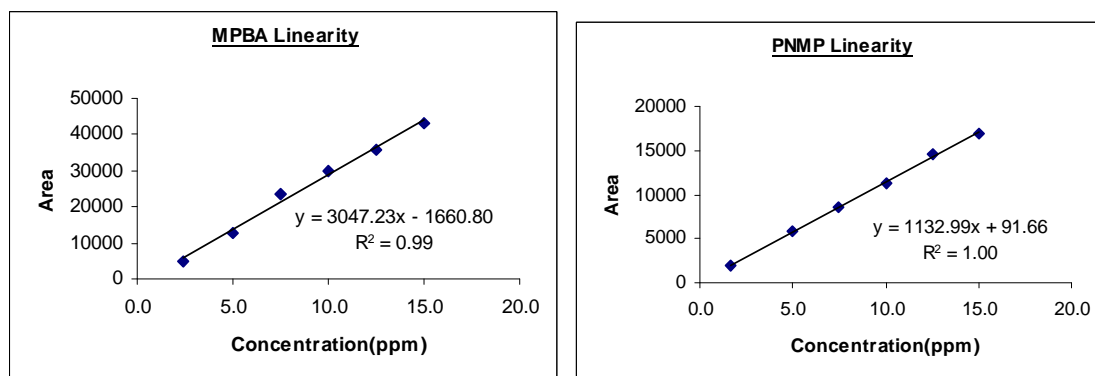 MPBA Linearity
50000
40000
30000
20000
10000
0
Area
y = 3047.23x - 1660.80
R² = 0.99
0.0 5.0 10.0 15.0 20.0
Concentration(ppm)
PNMP Linearity
20000
15000
10000
5000
0
Area
y = 1132.99x + 91.66
R² = 1.00
0.0 5.0 10.0 15.0 20.0
Concentration(ppm)